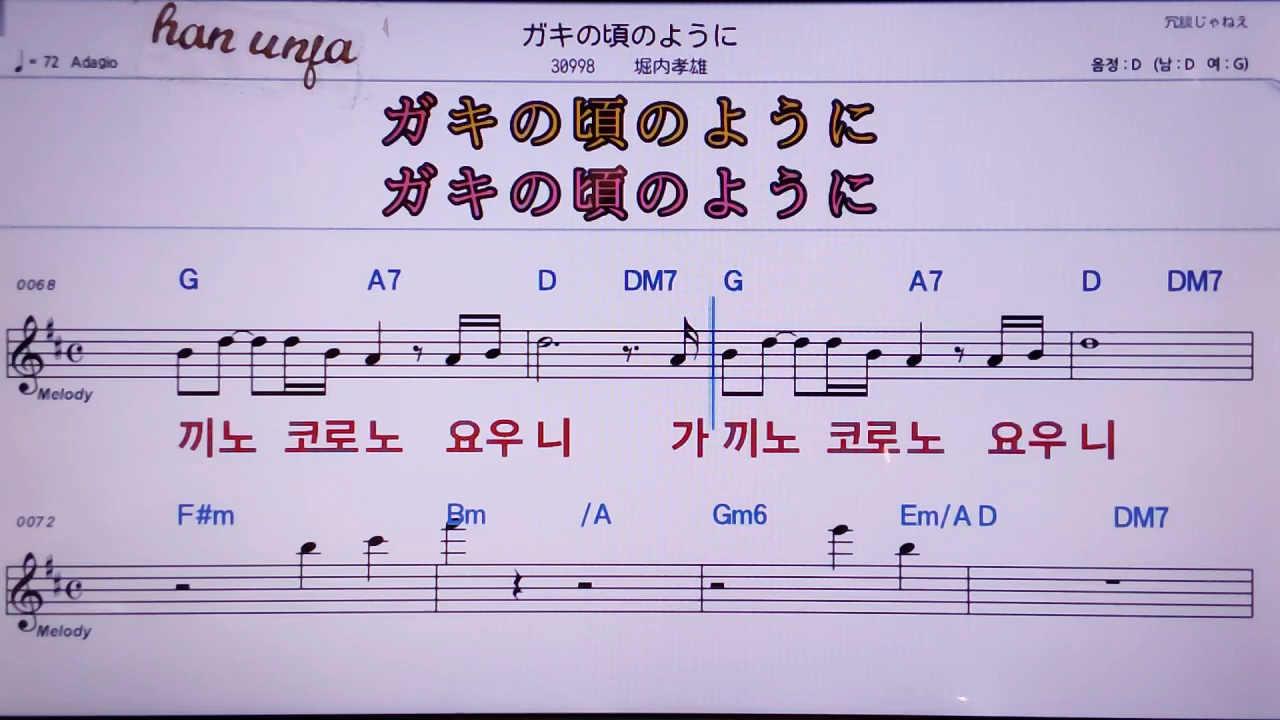 han unja
ガキの頃のように
冗談じゃねえ
♩= 72 Adagio
30998 堀内孝雄
음정 : D (남 : D 여 : G)
ガキの頃のように
ガキの頃のように
0068 G A7 D DM7 G A7 D DM7
Melody
끼노 코로노 요우니 가 끼노 코로노 요우니
0072 F#m Bm /A Gm6 Em/A D DM7
Melody